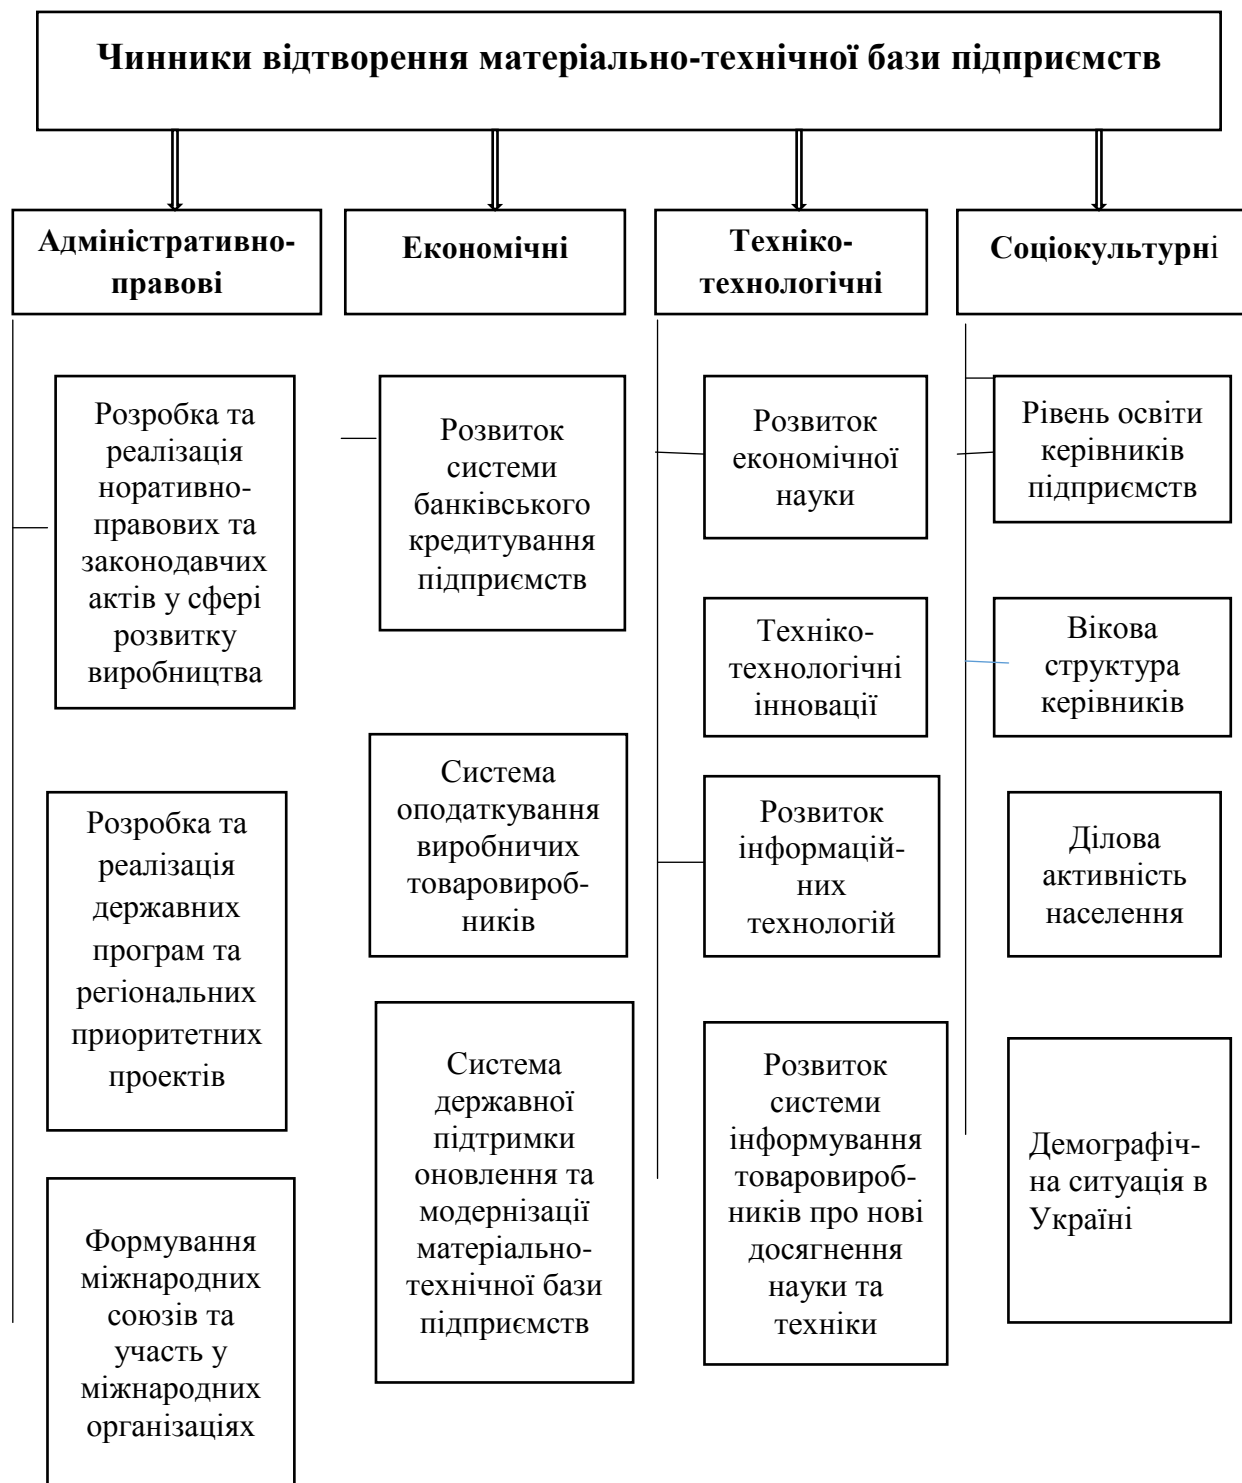 Чинники відтворення матеріально-технічної бази підприємств
Адміністративно-
правові
Розробка та
реалізація
норативно-
правових та
законодавчих
актів у сфері
розвитку
виробництва
Розробка та
реалізація
державних
програм та
регіональних
приоритетних
проектів
Формування
міжнародних
союзів та
участь у
міжнародних
організаціях
Економічні
Розвиток
системи
банківського
кредитування
підприємств
Система
оподаткування
виробничих
товаровироб-
ників
Система
державної
підтримки
оновлення та
модернізації
матеріально-
технічної бази
підприємств
Техніко-
технологічні
Розвиток
економічної
науки
Техніко-
технологічні
інновації
Розвиток
інформацій-
них
технологій
Розвиток
системи
інформування
товаровироб-
ників про нові
досягнення
науки та
техніки
Соціокультурні
Рівень освіти
керівників
підприємств
Вікова
структура
керівників
Ділова
активність
населення
Демографіч-
на ситуація в
Україні